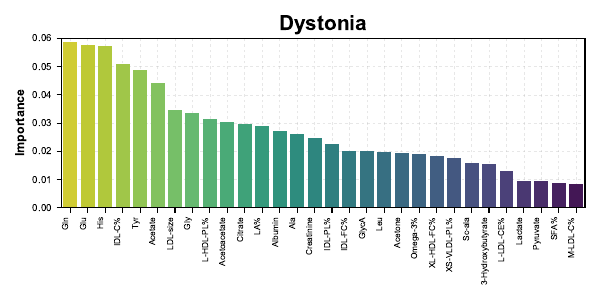 Dystonia
Importance
0.06
0.05
0.04
0.03
0.02
0.01
0.00
Gln
Glu
His
IDL-C%
Tyr
Acetate
LDL-size
Gly
L-HDL-PL%
Acetoacetate
Citrate
LA%
Albumin
Ala
Creatinine
IDL-PL%
IDL-FC%
GlycA
Leu
Acetone
Omega-3%
XL-HDL-FC%
XS-VLDL-PL%
Sc-ala
3-Hydroxybutyrate
L-LDL-CE%
Lactate
Pyruvate
SFA%
M-LDL-C%